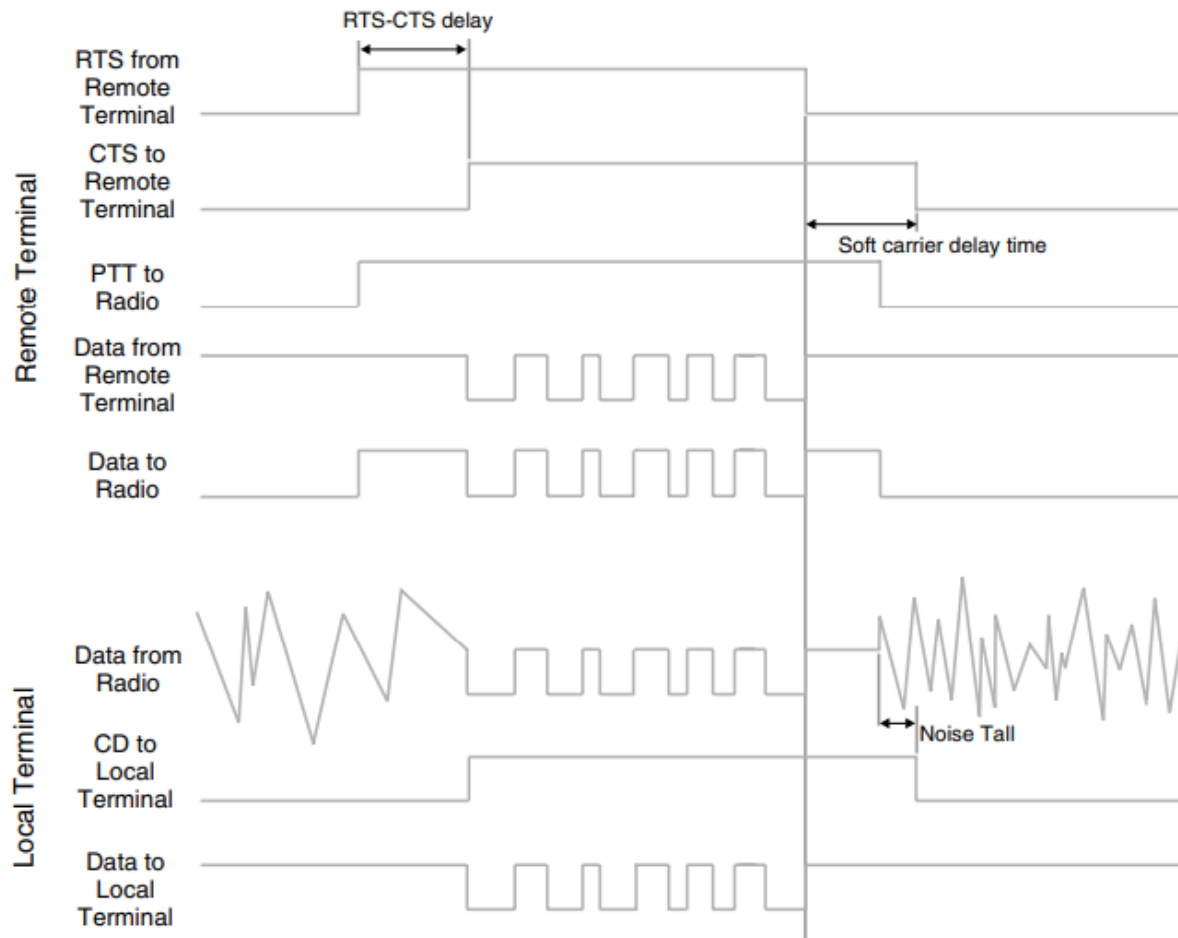 RTS-CTS delay
RTS from
Remote
Terminal
CTS to
Remote
Terminal
Soft carrier delay time
PTT to
Radio
Remote Terminal
Data from
Remote
Terminal
Data to
Radio
Data from
Radio
Noise Tall
CD to
Local
Terminal
Local Terminal
Data to
Local
Terminal